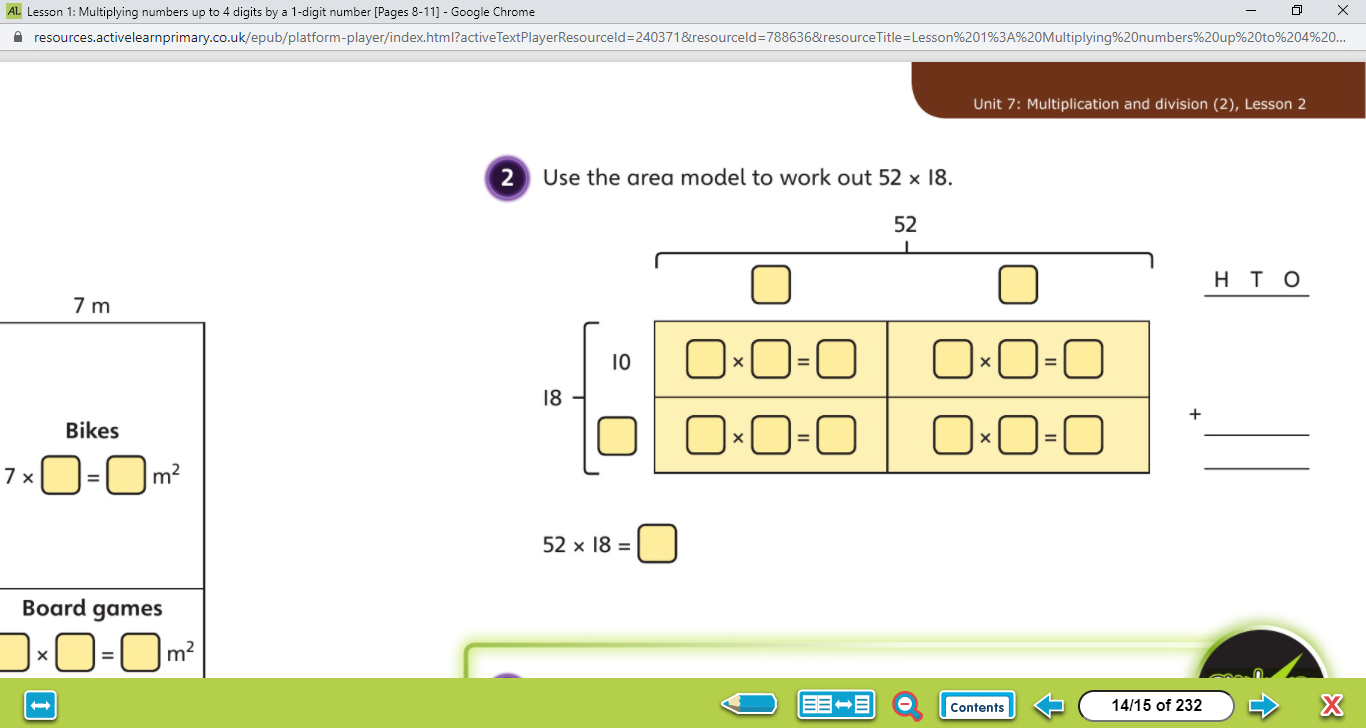 AL Lesson 1: Multiplying numbers up to 4 digits by a 1-digit number [Pages 8-11] - Google Chrome
resources.activelearnprimary.co.uk/epub/platform-player/index.html?activeTextPlayerResourceId=240371&resourceId=788636&resourceTitle=Lesson%201%3A%20Multiplying%20numbers%20up%20to%204%20...
Unit 7: Multiplication and division (2), Lesson 2
7 m
Bikes
7 × = m²
Board games
× = m²
2 Use the area model to work out 52 × 18.
52
18
10 × = × =
× = × =
H T O
+
52 × 18 =
Contents
14/15 of 232
X